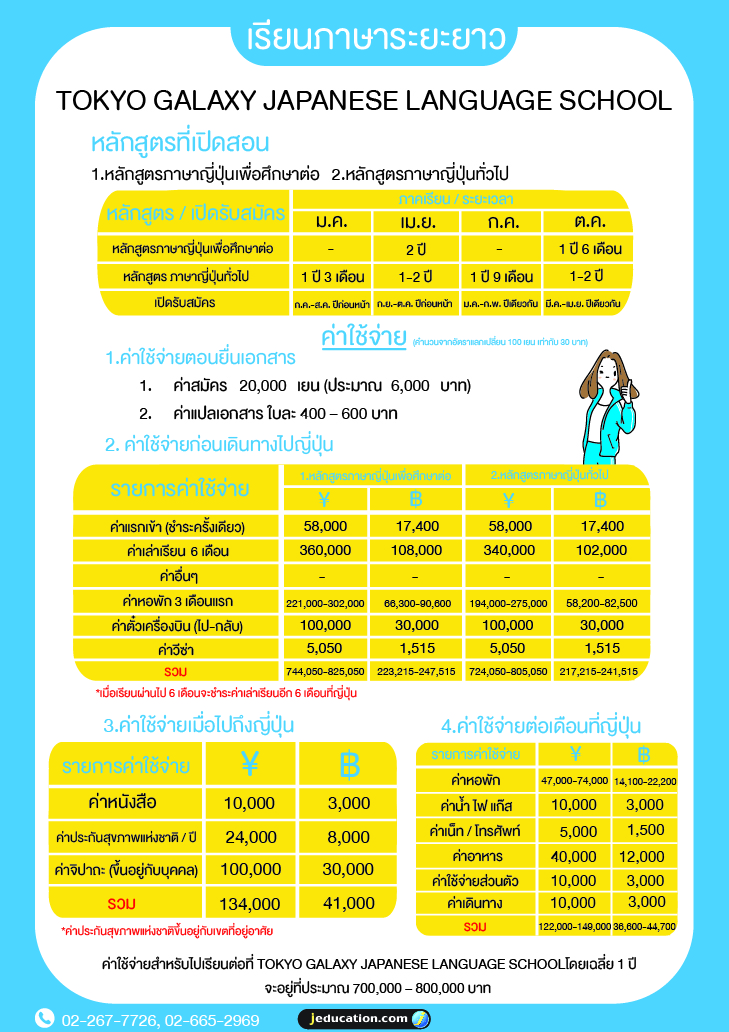 เรียนภาษาระยะยาว
TOKYO GALAXY JAPANESE LANGUAGE SCHOOL
หลักสูตรที่เปิดสอน
1.หลักสูตรภาษาญี่ปุ่นเพื่อศึกษาต่อ 2.หลักสูตรภาษาญี่ปุ่นทั่วไป
หลักสูตร / เปิดรับสมัคร ภาคเรียน / ระยะเวลา
ม.ค. เม.ย. ก.ค. ต.ค.
หลักสูตรภาษาญี่ปุ่นเพื่อศึกษาต่อ - 2 ปี - 1 ปี 6 เดือน
หลักสูตร ภาษาญี่ปุ่นทั่วไป 1 ปี 3 เดือน 1-2 ปี 1 ปี 9 เดือน 1-2 ปี
เปิดรับสมัคร ก.ค.-ส.ค. ปีก่อนหน้า ก.ย.-ต.ค. ปีก่อนหน้า ม.ค.-ก.พ. ปีเดียวกัน มี.ค.-เม.ย. ปีเดียวกัน
ค่าใช้จ่าย (คำนวนจากอัตราแลกเปลี่ยน 100 เยน เท่ากับ 30 บาท)
1.ค่าใช้จ่ายตอนยื่นเอกสาร
1. ค่าสมัคร 20,000 เยน (ประมาณ 6,000 บาท)
2. ค่าแปลเอกสาร ใบละ 400 – 600 บาท
2. ค่าใช้จ่ายก่อนเดินทางไปญี่ปุ่น
รายการค่าใช้จ่าย 1.หลักสูตรภาษาญี่ปุ่นเพื่อศึกษาต่อ 2.หลักสูตรภาษาญี่ปุ่นทั่วไป
¥ ฿ ¥ ฿
ค่าแรกเข้า (ชำระครั้งเดียว) 58,000 17,400 58,000 17,400
ค่าเล่าเรียน 6 เดือน 360,000 108,000 340,000 102,000
ค่าอื่นๆ - - - -
ค่าหอพัก 3 เดือนแรก 221,000-302,000 66,300-90,600 194,000-275,000 58,200-82,500
ค่าตั๋วเครื่องบิน (ไป-กลับ) 100,000 30,000 100,000 30,000
ค่าวีซ่า 5,050 1,515 5,050 1,515
รวม 744,050-825,050 223,215-247,515 724,050-805,050 217,215-241,515
*เมื่อเรียนผ่านไป 6 เดือนจะชำระค่าเล่าเรียนอีก 6 เดือนที่ญี่ปุ่น
3.ค่าใช้จ่ายเมื่อไปถึงญี่ปุ่น
รายการค่าใช้จ่าย ¥ ฿
ค่าหนังสือ 10,000 3,000
ค่าประกันสุขภาพแห่งชาติ / ปี 24,000 8,000
ค่าจิปาถะ (ขึ้นอยู่กับบุคคล) 100,000 30,000
รวม 134,000 41,000
*ค่าประกันสุขภาพแห่งชาติขึ้นอยู่กับเขตที่อยู่อาศัย
4.ค่าใช้จ่ายต่อเดือนที่ญี่ปุ่น
รายการค่าใช้จ่าย ¥ ฿
ค่าหอพัก 47,000-74,000 14,100-22,200
ค่าน้ำ ไฟ แก๊ส 10,000 3,000
ค่าเน็ท / โทรศัพท์ 5,000 1,500
ค่าอาหาร 40,000 12,000
ค่าใช้จ่ายส่วนตัว 10,000 3,000
ค่าเดินทาง 10,000 3,000
รวม 122,000-149,000 36,600-44,700
ค่าใช้จ่ายสำหรับไปเรียนต่อที่ TOKYO GALAXY JAPANESE LANGUAGE SCHOOLโดยเฉลี่ย 1 ปี
จะอยู่ที่ประมาณ 700,000 – 800,000 บาท
02-267-7726, 02-665-2969
jeducation.com